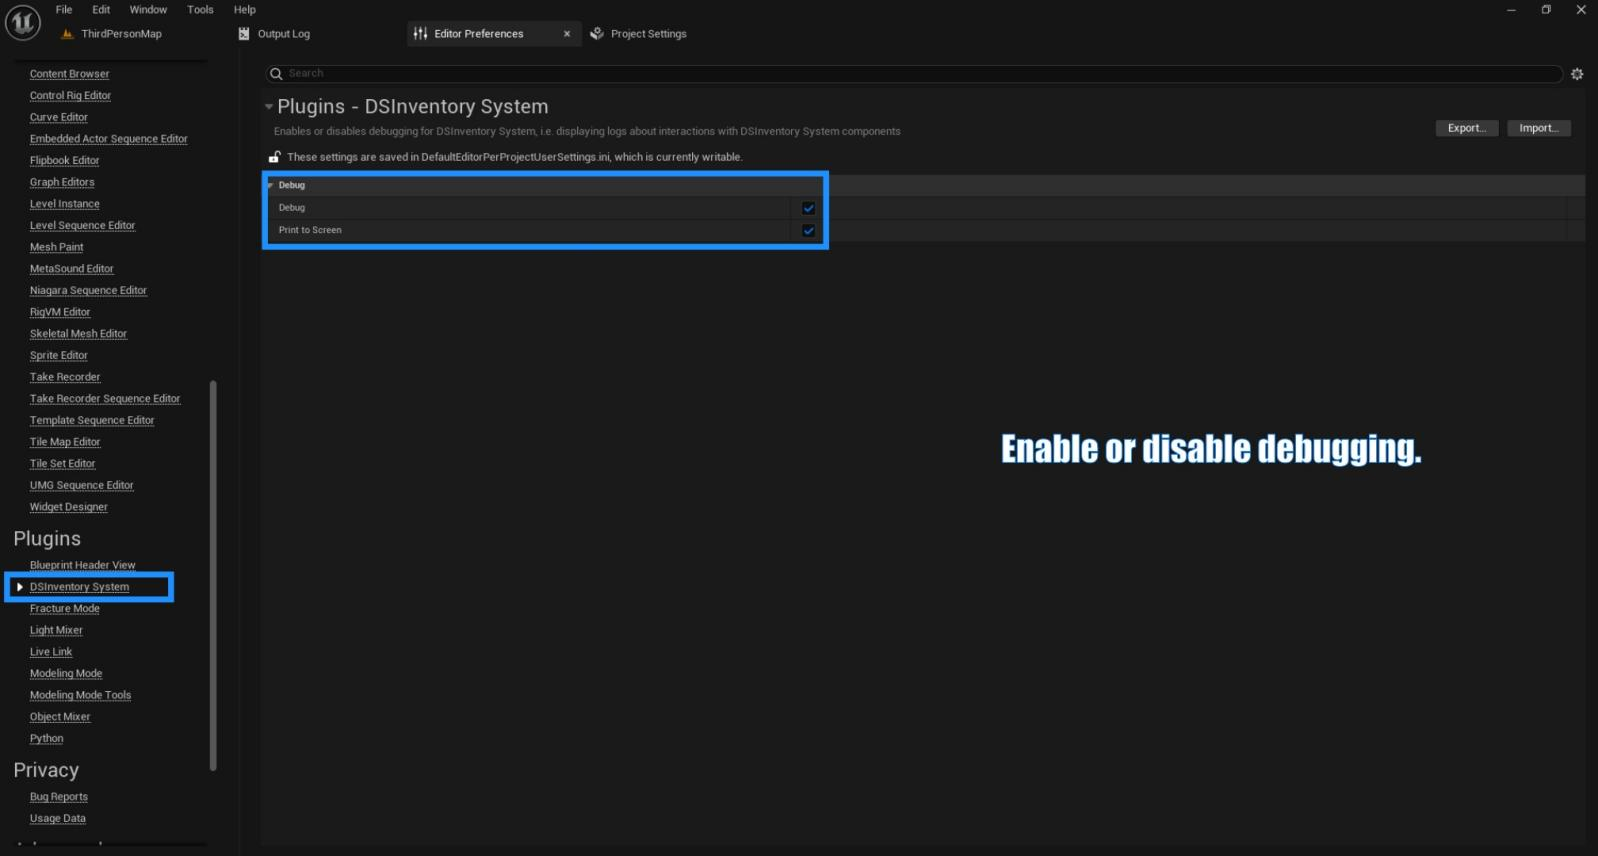 File Edit Window Tools Help
ThirdPersonMap Output Log Editor Preferences Project Settings
Content Browser
Control Rig Editor
Curve Editor
Embedded Actor Sequence Editor
Flipbook Editor
Graph Editors
Level Instance
Level Sequence Editor
Mesh Paint
MetaSound Editor
Niagara Sequence Editor
RigVM Editor
Skeletal Mesh Editor
Sprite Editor
Take Recorder
Take Recorder Sequence Editor
Template Sequence Editor
Tile Map Editor
Tile Set Editor
UMG Sequence Editor
Widget Designer
Plugins
Blueprint Header View
DSInventory System
Fracture Mode
Light Mixer
Live Link
Modeling Mode
Modeling Mode Tools
Object Mixer
Python
Privacy
Bug Reports
Usage Data
Search
Plugins - DSInventory System
Enables or disables debugging for DSInventory System, i.e. displaying logs about interactions with DSInventory System components
Export... Import...
These settings are saved in DefaultEditorPerProjectUserSettings.ini, which is currently writable.
Debug
Debug
Print to Screen
Enable or disable debugging.